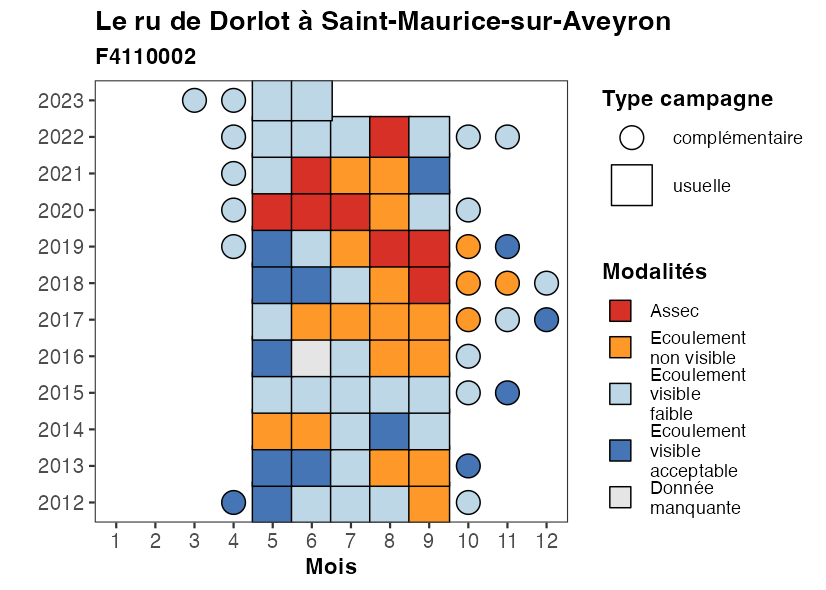 Le ru de Dorlot à Saint-Maurice-sur-Aveyron
F4110002
2023
2022
2021
2020
2019
2018
2017
2016
2015
2014
2013
2012
1 2 3 4 5 6 7 8 9 10 11 12
Mois
Type campagne
complémentaire
usuelle
Modalités
Assec
Ecoulement
non visible
Ecoulement
visible
faible
Ecoulement
visible
acceptable
Donnée
manquante